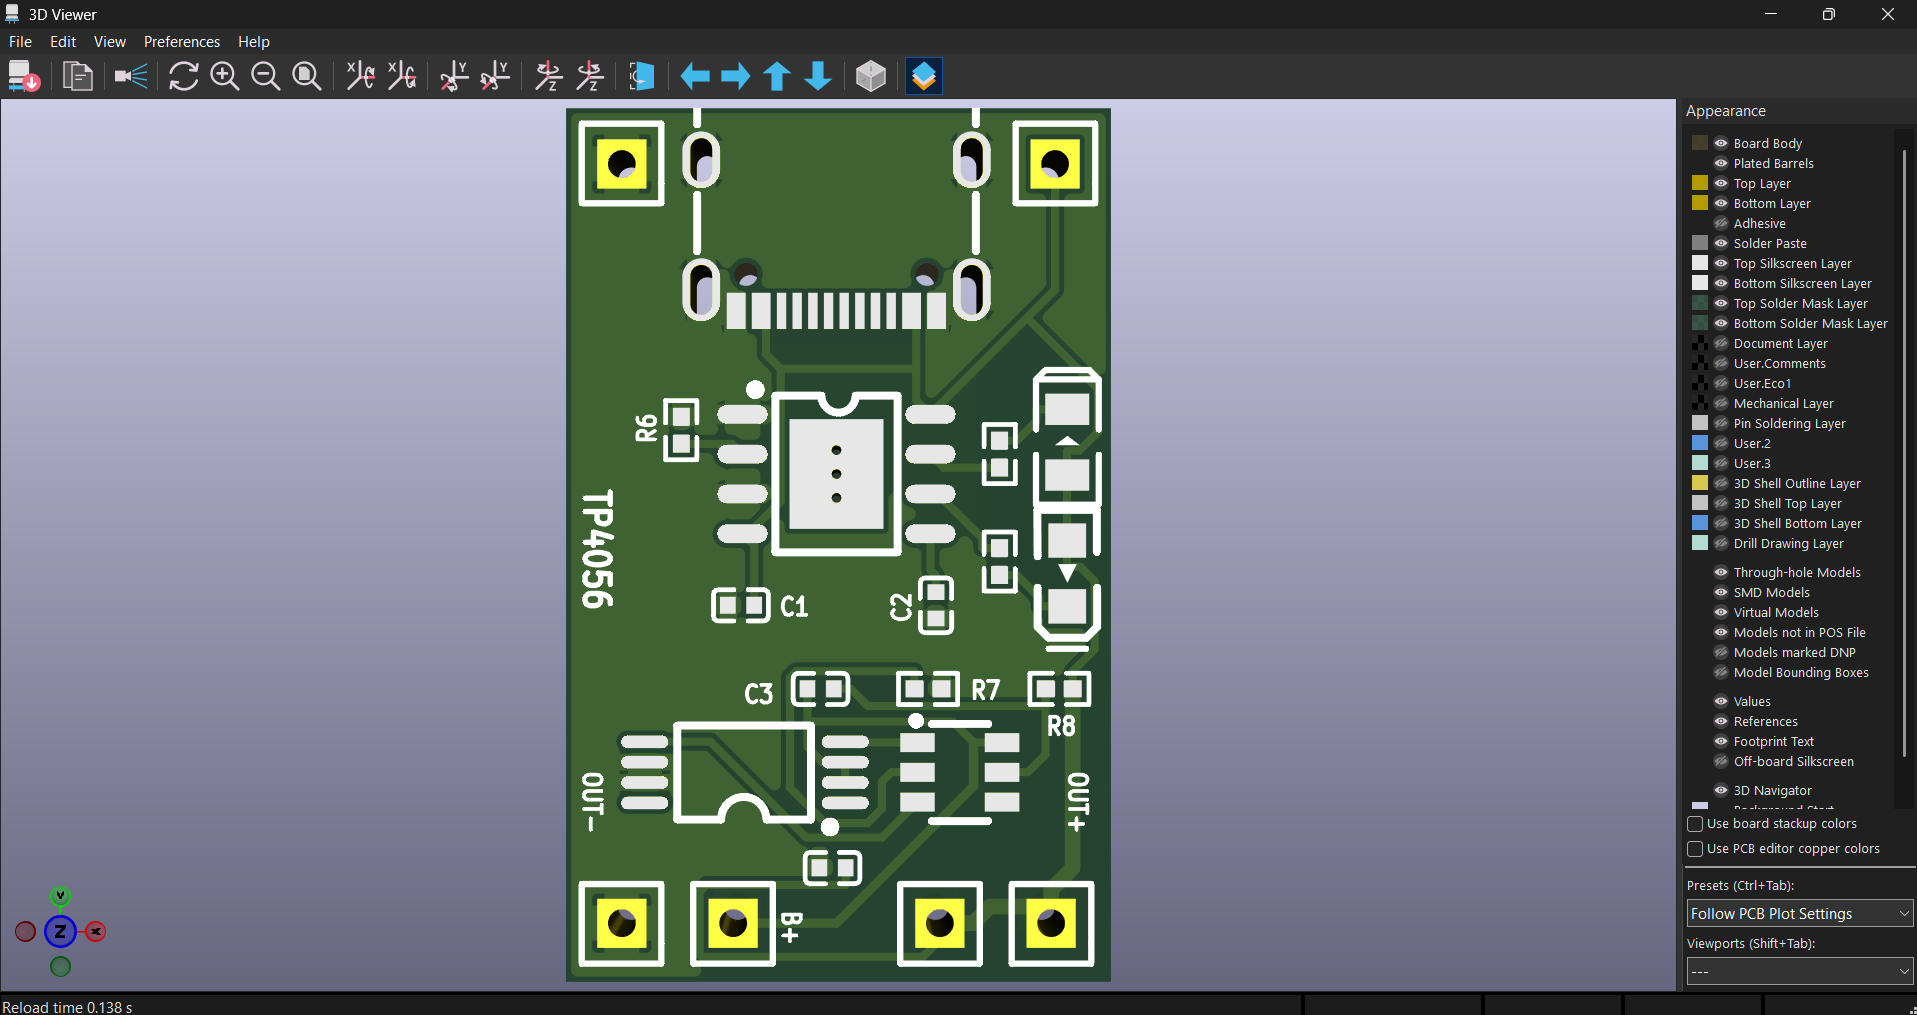 3D Viewer
File Edit View Preferences Help
Appearance
Board Body
Plated Barrels
Top Layer
Bottom Layer
Adhesive
Solder Paste
Top Silkscreen Layer
Bottom Silkscreen Layer
Top Solder Mask Layer
Bottom Solder Mask Layer
Document Layer
User.Comments
User.Eco1
Mechanical Layer
Pin Soldering Layer
User.2
User.3
3D Shell Outline Layer
3D Shell Top Layer
3D Shell Bottom Layer
Drill Drawing Layer
Through-hole Models
SMD Models
Virtual Models
Models not in POS File
Models marked DNP
Model Bounding Boxes
Values
References
Footprint Text
Off-board Silkscreen
3D Navigator
Background Start
Use board stackup colors
Use PCB editor copper colors
Presets (Ctrl+Tab):
Follow PCB Plot Settings
Viewports (Shift+Tab):
---
R6
TP4056
C1
C2
C3
R7
R8
OUT-
OUT+
B+
Y
Z
X
Reload time 0.138 s